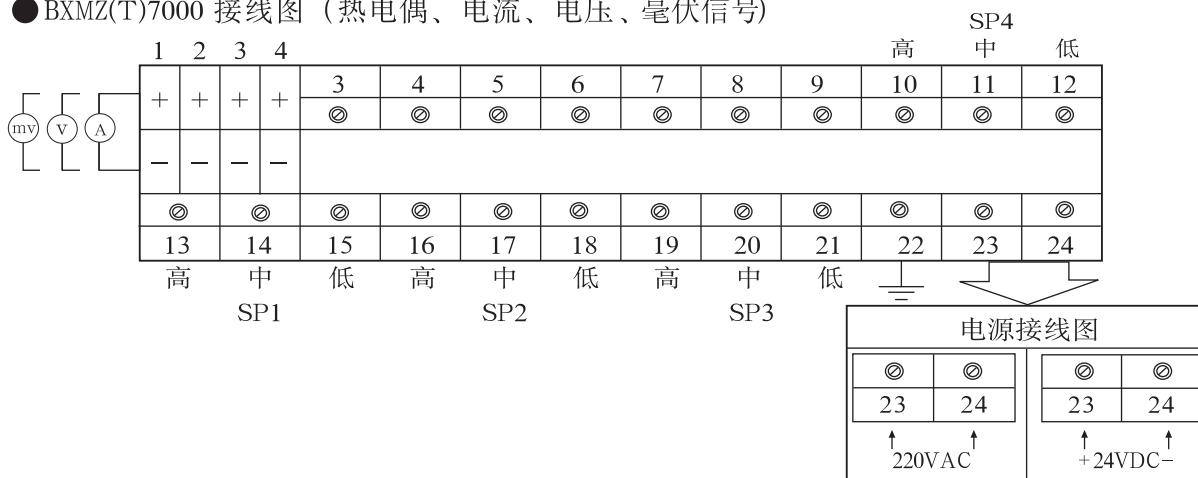 ●BXMZ(T)7000 接线图 (热电偶、电流、电压、毫伏信号)
SP4
1 2 3 4 高 中 低
3 4 5 6 7 8 9 10 11 12
+ + + +
mv V A
− − − −
13 14 15 16 17 18 19 20 21 22 23 24
高 中 低 高 中 低 高 中 低
SP1 SP2 SP3
电源接线图
23 24 23 24
220VAC +24VDC−